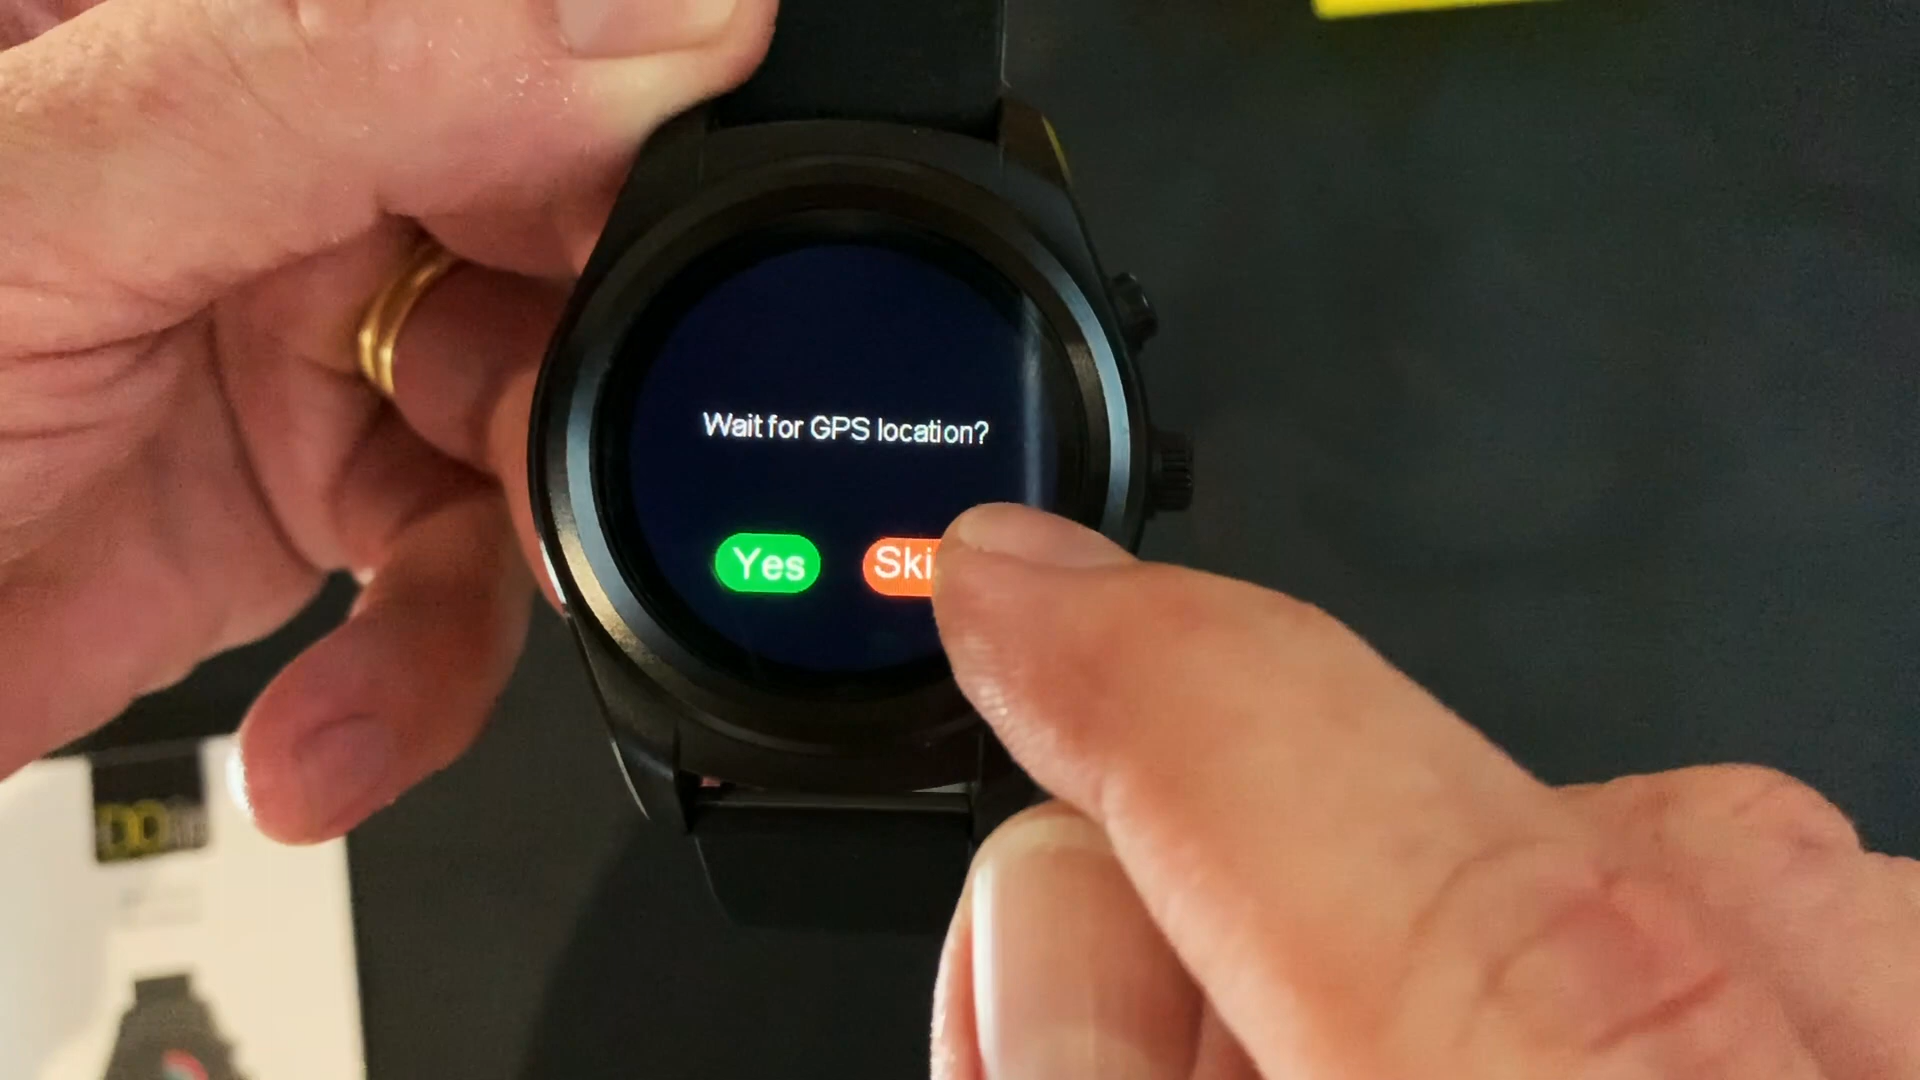 Wait for GPS location?
Yes
Ski